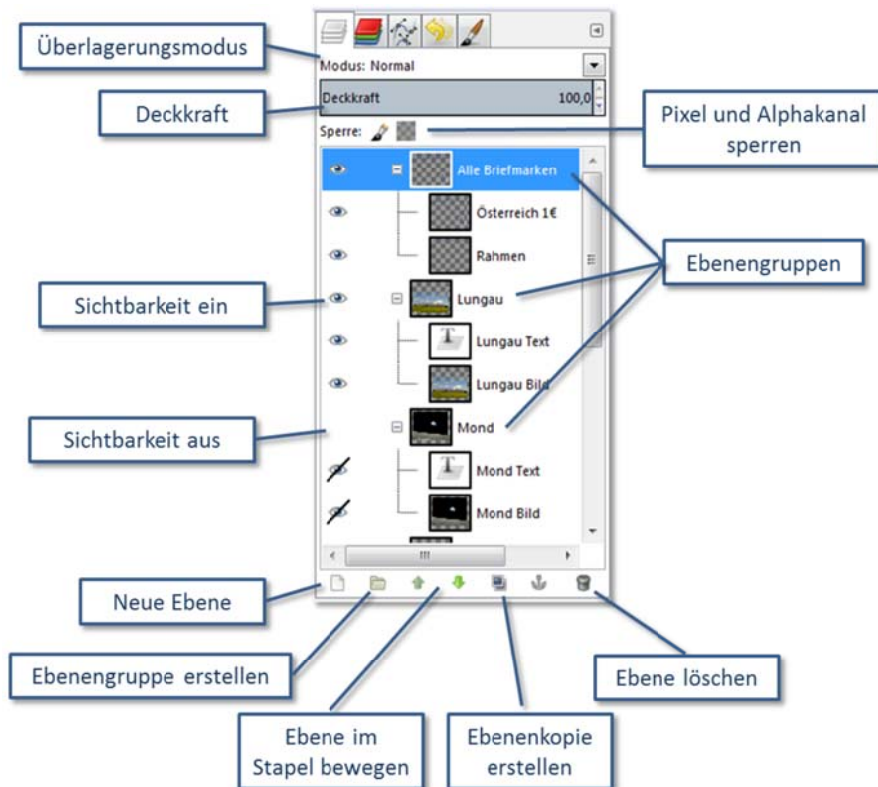 Überlagerungsmodus
Modus: Normal
Deckkraft
Deckkraft 100,0
Sperre:
Pixel und Alphakanal
sperren
Alle Briefmarken
Österreich 1€
Rahmen
Ebenengruppen
Sichtbarkeit ein
Lungau
T Lungau Text
Lungau Bild
Sichtbarkeit aus
Mond
T Mond Text
Mond Bild
Neue Ebene
Ebenengruppe erstellen
Ebene löschen
Ebene im
Stapel bewegen
Ebenenkopie
erstellen